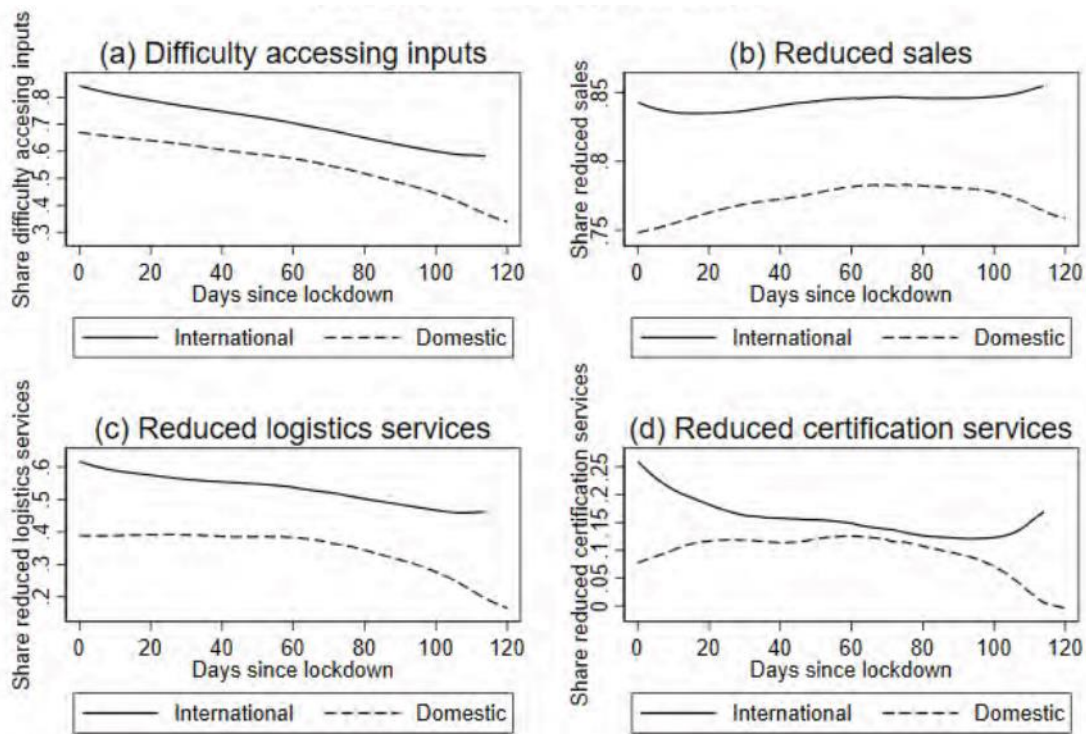 (a) Difficulty accessing inputs
Share difficulty accesing inputs
.8
.7
.6
.5
.4
.3
0 20 40 60 80 100 120
Days since lockdown
International Domestic
(b) Reduced sales
Share reduced sales
.85
.8
.75
0 20 40 60 80 100 120
Days since lockdown
International Domestic
(c) Reduced logistics services
Share reduced logistics services
.6
.5
.4
.3
.2
0 20 40 60 80 100 120
Days since lockdown
International Domestic
(d) Reduced certification services
Share reduced certification services
.25
.2
.15
.1
.05
0
0 20 40 60 80 100 120
Days since lockdown
International Domestic